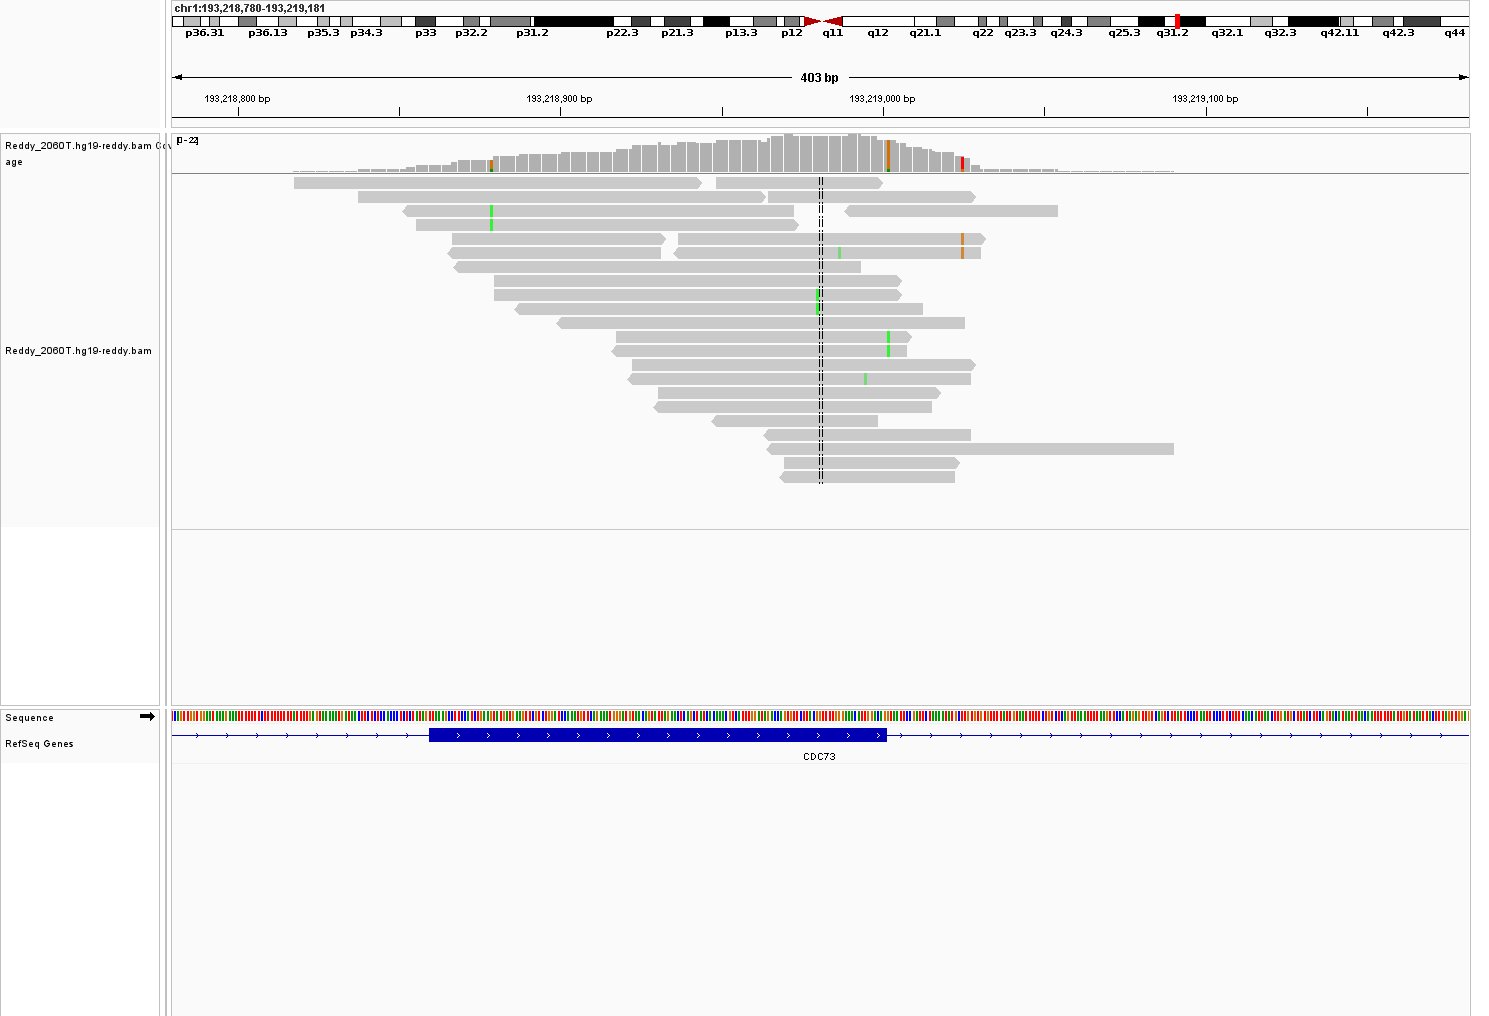 chr1:193,218,780-193,219,181
p36.31 p36.13 p35.3 p34.3 p33 p32.2 p31.2 p22.3 p21.3 p13.3 p12 q11 q12 q21.1 q22 q23.3 q24.3 q25.3 q31.2 q32.1 q32.3 q42.11 q42.3 q44
403 bp
193,218,800 bp 193,218,900 bp 193,219,000 bp 193,219,100 bp
[0-22]
Reddy_2060T.hg19-reddy.bam Cov
age
Reddy_2060T.hg19-reddy.bam
Sequence
RefSeq Genes
CDC73